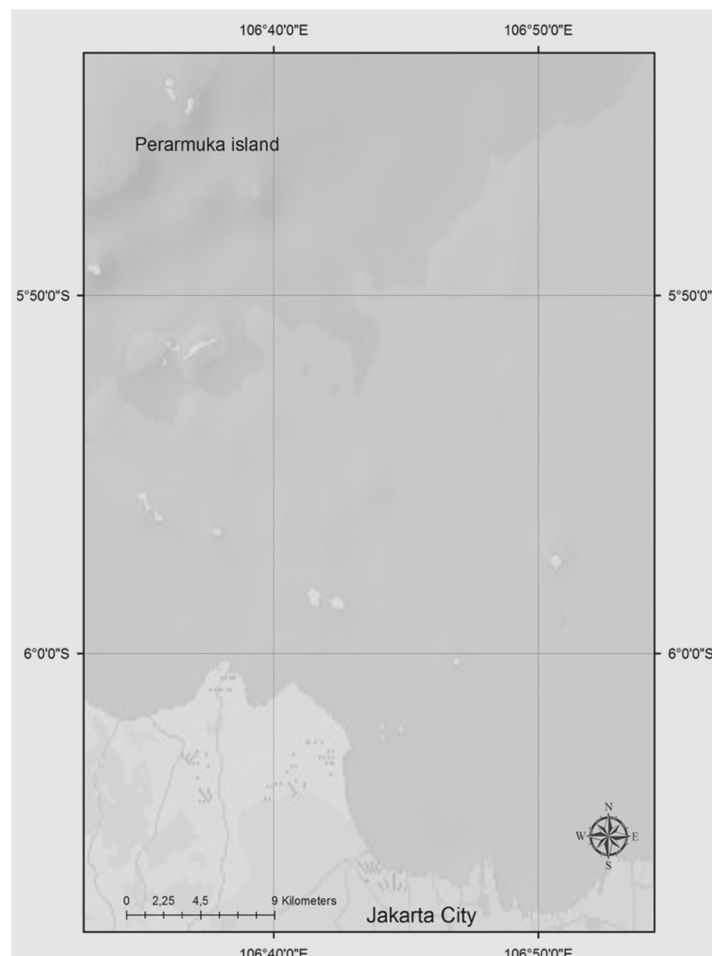 106°40'0"E 106°50'0"E
Perarmuka island
5°50'0"S 5°50'0"
6°0'0"S 6°0'0"S
N
W E
S
0 2,25 4,5 9 Kilometers
Jakarta City
106°40'0"E 106°50'0"E